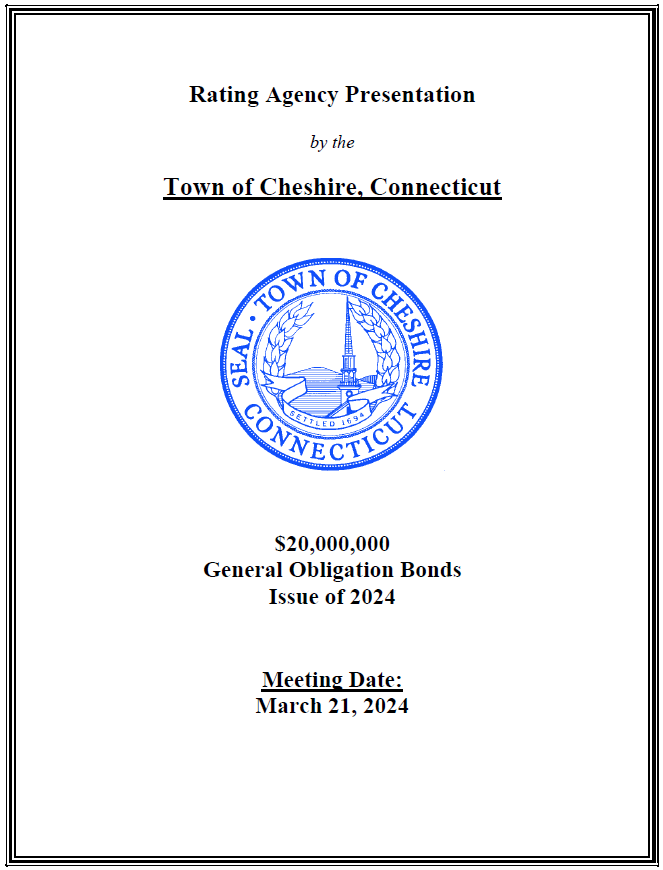 Rating Agency Presentation
by the
Town of Cheshire, Connecticut
SEAL • TOWN OF CHESHIRE
CONNECTICUT
SETTLED 1694
$20,000,000
General Obligation Bonds
Issue of 2024
Meeting Date:
March 21, 2024